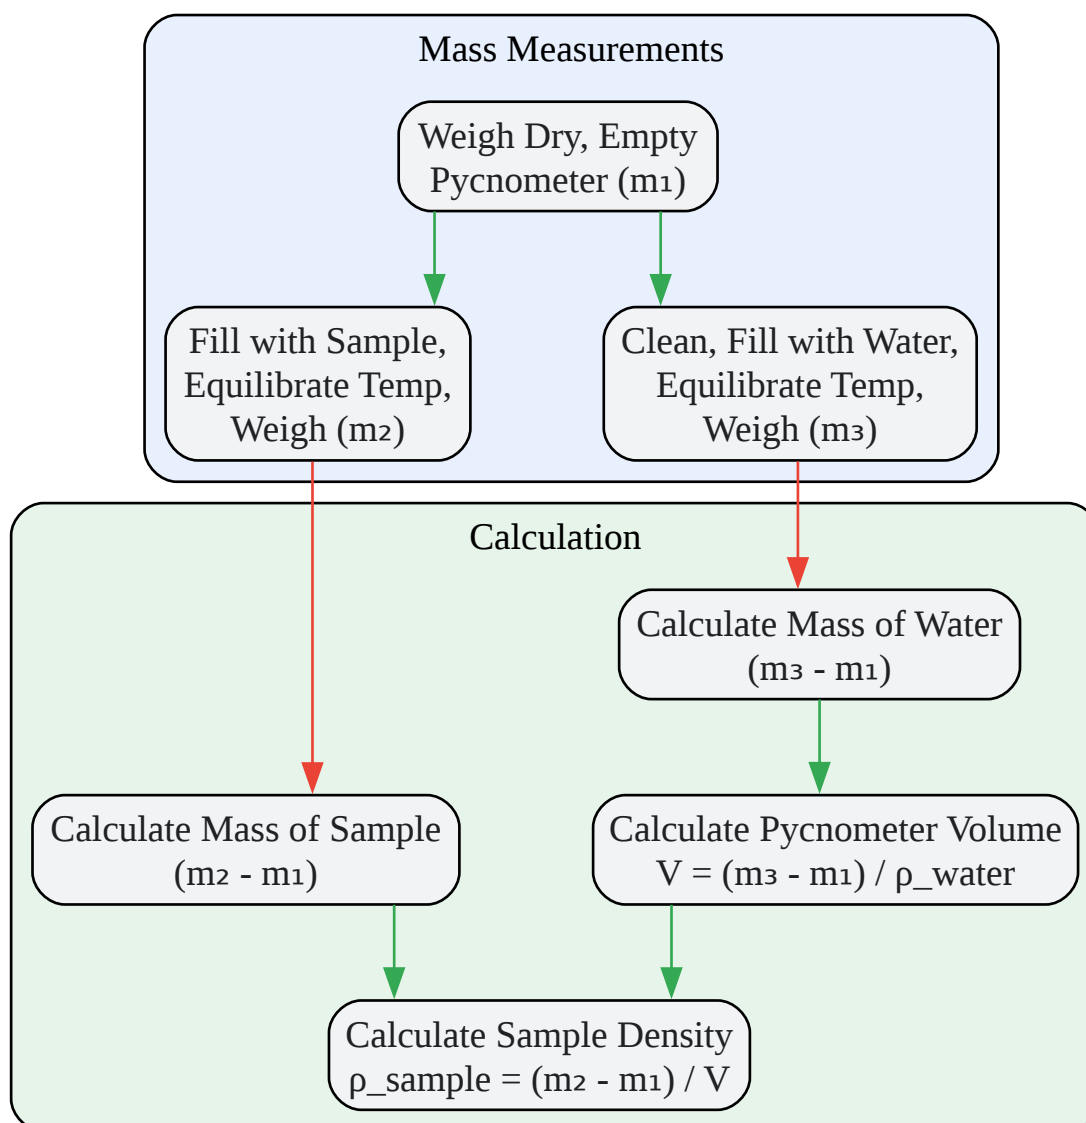 Mass Measurements
Weigh Dry, Empty
Pycnometer (m₁)
Fill with Sample,
Equilibrate Temp,
Weigh (m₂)
Clean, Fill with Water,
Equilibrate Temp,
Weigh (m₃)
Calculation
Calculate Mass of Water
(m₃ - m₁)
Calculate Mass of Sample
(m₂ - m₁)
Calculate Pycnometer Volume
V = (m₃ - m₁) / ρ_water
Calculate Sample Density
ρ_sample = (m₂ - m₁) / V